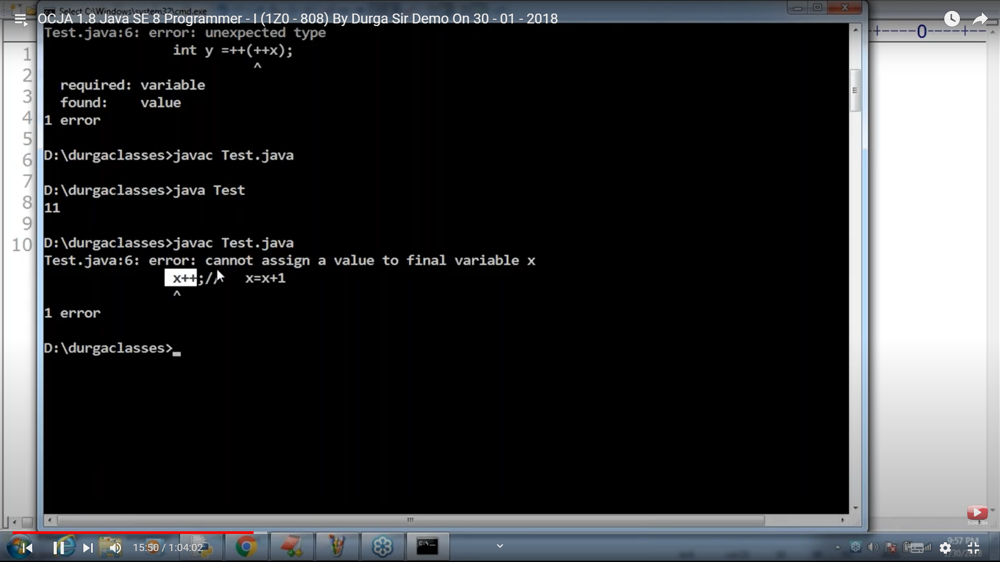 Select C:\Windows\system32\cmd.exe
OCJA 1.8 Java SE 8 Programmer - I (1Z0 - 808) By Durga Sir Demo On 30 - 01 - 2018
Test.java:6: error: unexpected type
int y =++(++x);
^
required: variable
found: value
1 error
D:\durgaclasses>javac Test.java
D:\durgaclasses>java Test
11
D:\durgaclasses>javac Test.java
Test.java:6: error: cannot assign a value to final variable x
x++;// x=x+1
^
1 error
D:\durgaclasses>_
1
2
3
4
5
6
7
8
9
10
-+----0----+--
Subscribe
15:50 / 1:04:02
C:\_
9:57 PM